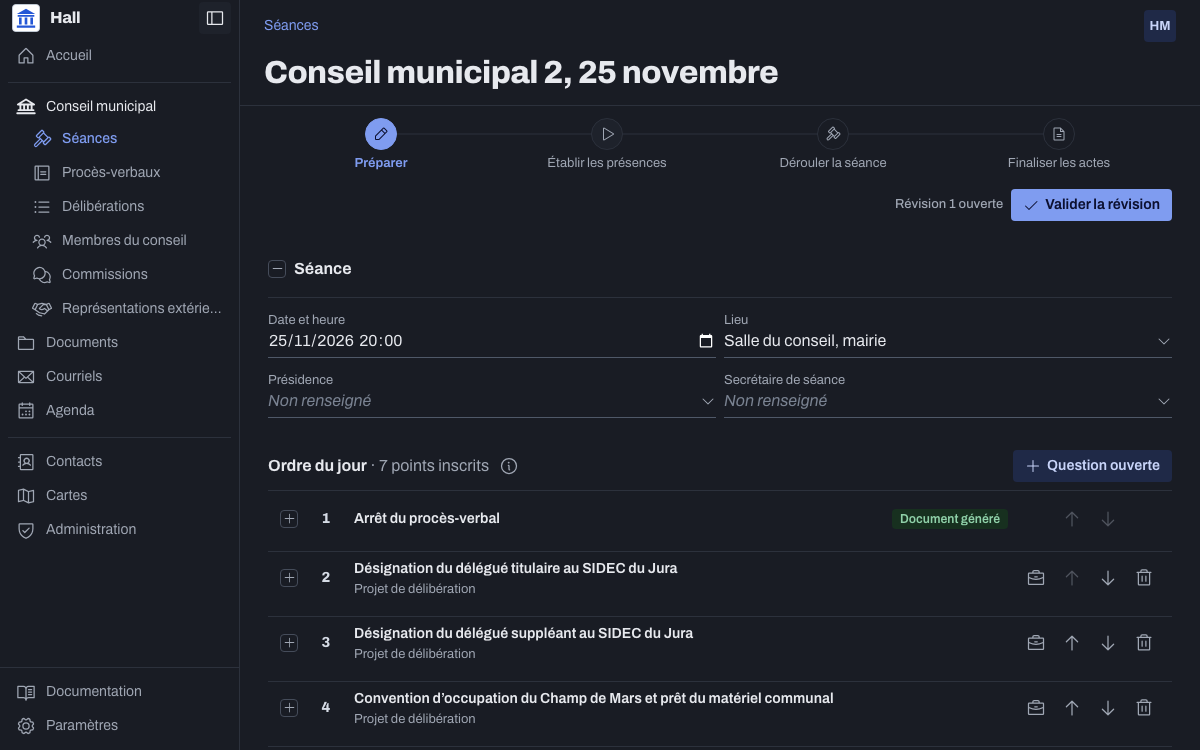 Hall
Accueil
Conseil municipal
Séances
Procès-verbaux
Délibérations
Membres du conseil
Commissions
Représentations extérie...
Documents
Courriels
Agenda
Contacts
Cartes
Administration
Documentation
Paramètres
Séances
HM
Conseil municipal 2, 25 novembre
Préparer
Établir les présences
Dérouler la séance
Finaliser les actes
Révision 1 ouverte
Valider la révision
Séance
Date et heure
25/11/2026 20:00
Lieu
Salle du conseil, mairie
Présidence
Non renseigné
Secrétaire de séance
Non renseigné
Ordre du jour · 7 points inscrits
Question ouverte
1 Arrêt du procès-verbal Document généré
2 Désignation du délégué titulaire au SIDEC du Jura
Projet de délibération
3 Désignation du délégué suppléant au SIDEC du Jura
Projet de délibération
4 Convention d’occupation du Champ de Mars et prêt du matériel communal
Projet de délibération